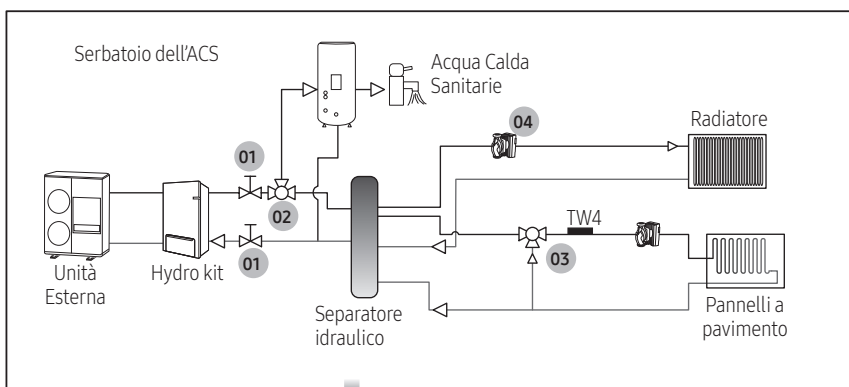 Serbatoio dell'ACS
Acqua Calda
Sanitarie
04
Radiatore
01
02
TW4
01
03
Unità
Esterna
Hydro kit
Separatore
idraulico
Pannelli a
pavimento